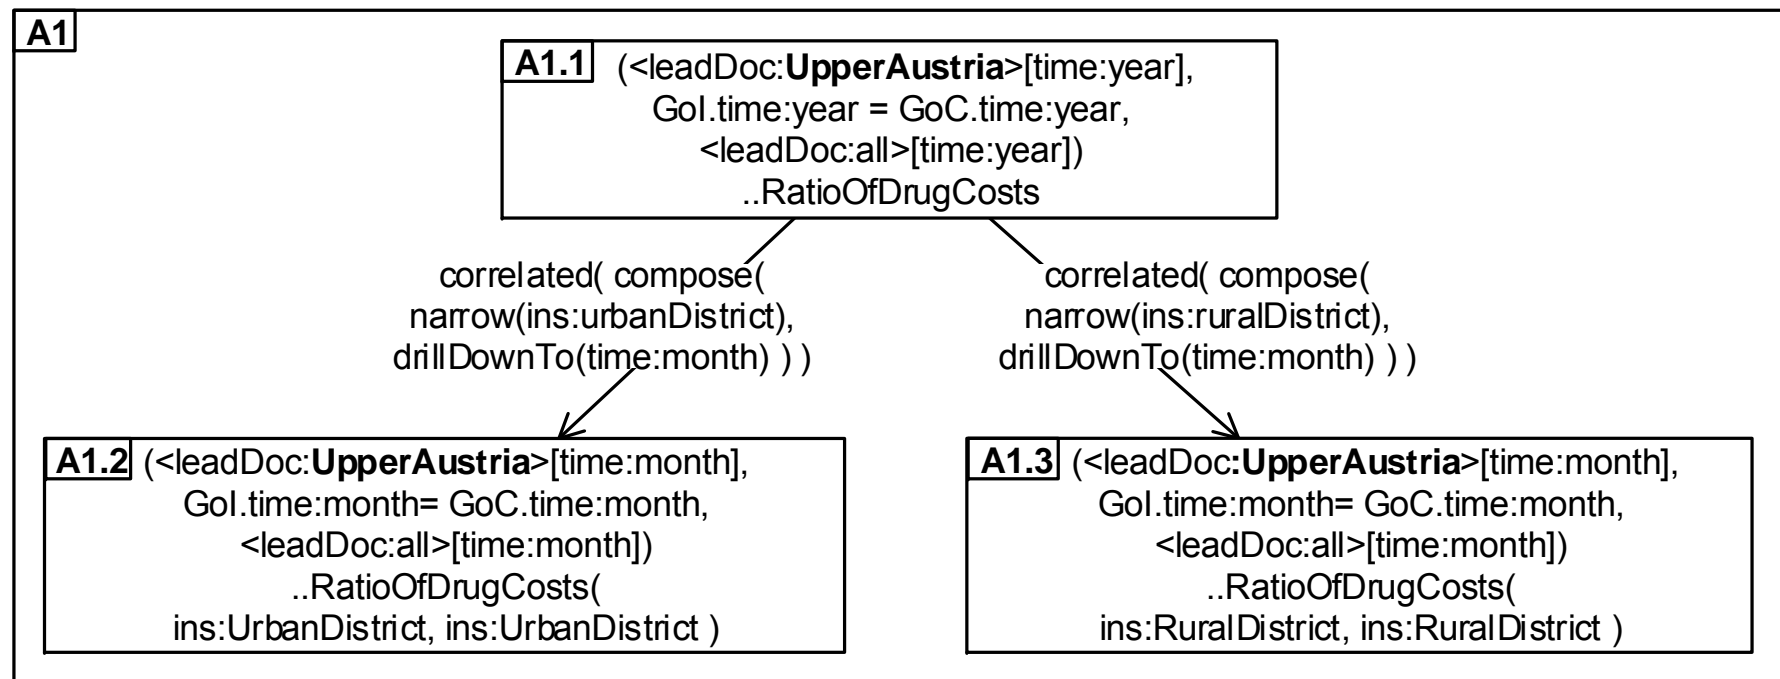 A1
A1.1 (<leadDoc:UpperAustria>[time:year],
GoI.time:year = GoC.time:year,
<leadDoc:all>[time:year])
..RatioOfDrugCosts
correlated( compose(
narrow(ins:urbanDistrict),
drillDownTo(time:month) ) )
correlated( compose(
narrow(ins:ruralDistrict),
drillDownTo(time:month) ) )
A1.2 (<leadDoc:UpperAustria>[time:month],
GoI.time:month= GoC.time:month,
<leadDoc:all>[time:month])
..RatioOfDrugCosts(
ins:UrbanDistrict, ins:UrbanDistrict )
A1.3 (<leadDoc:UpperAustria>[time:month],
GoI.time:month= GoC.time:month,
<leadDoc:all>[time:month])
..RatioOfDrugCosts(
ins:RuralDistrict, ins:RuralDistrict )